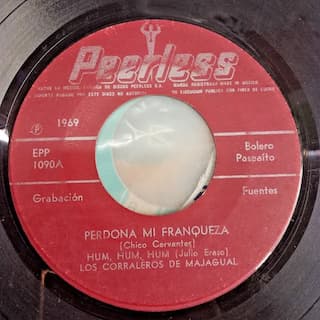 Peerless
℗ 1969
EPP
1090A
Bolero
Paspaíto
Grabación
Fuentes
PERDONA MI FRANQUEZA
(Chico Cervantes)
HUM, HUM, HUM (Julio Erazo)
LOS CORRALEROS DE MAJAGUAL